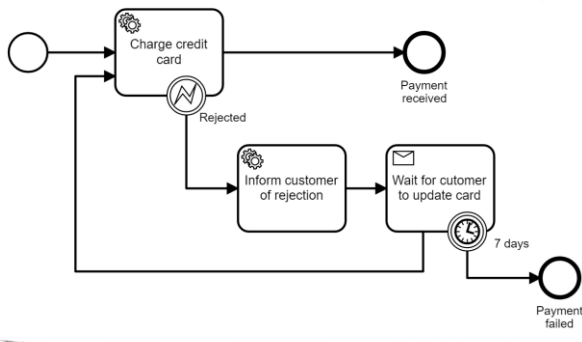 Charge credit
card
Payment
received
Rejected
Inform customer
of rejection
Wait for cutomer
to update card
7 days
Payment
failed